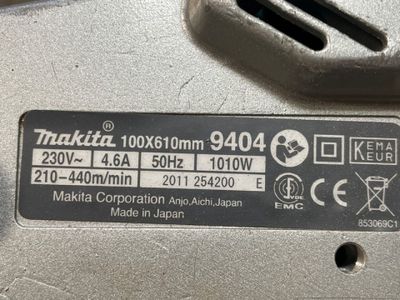 makita® 100X610mm 9404
230V~ 4.6A 50Hz 1010W
210-440m/min 2011 254200 E
Makita Corporation Anjo,Aichi,Japan
Made in Japan
KEMA
KEUR
VDE
EMC
853069C1